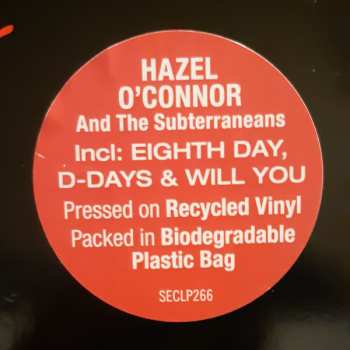 HAZEL
O'CONNOR
And The Subterraneans
Incl: EIGHTH DAY,
D-DAYS & WILL YOU
Pressed on Recycled Vinyl
Packed in Biodegradable
Plastic Bag
SECLP266